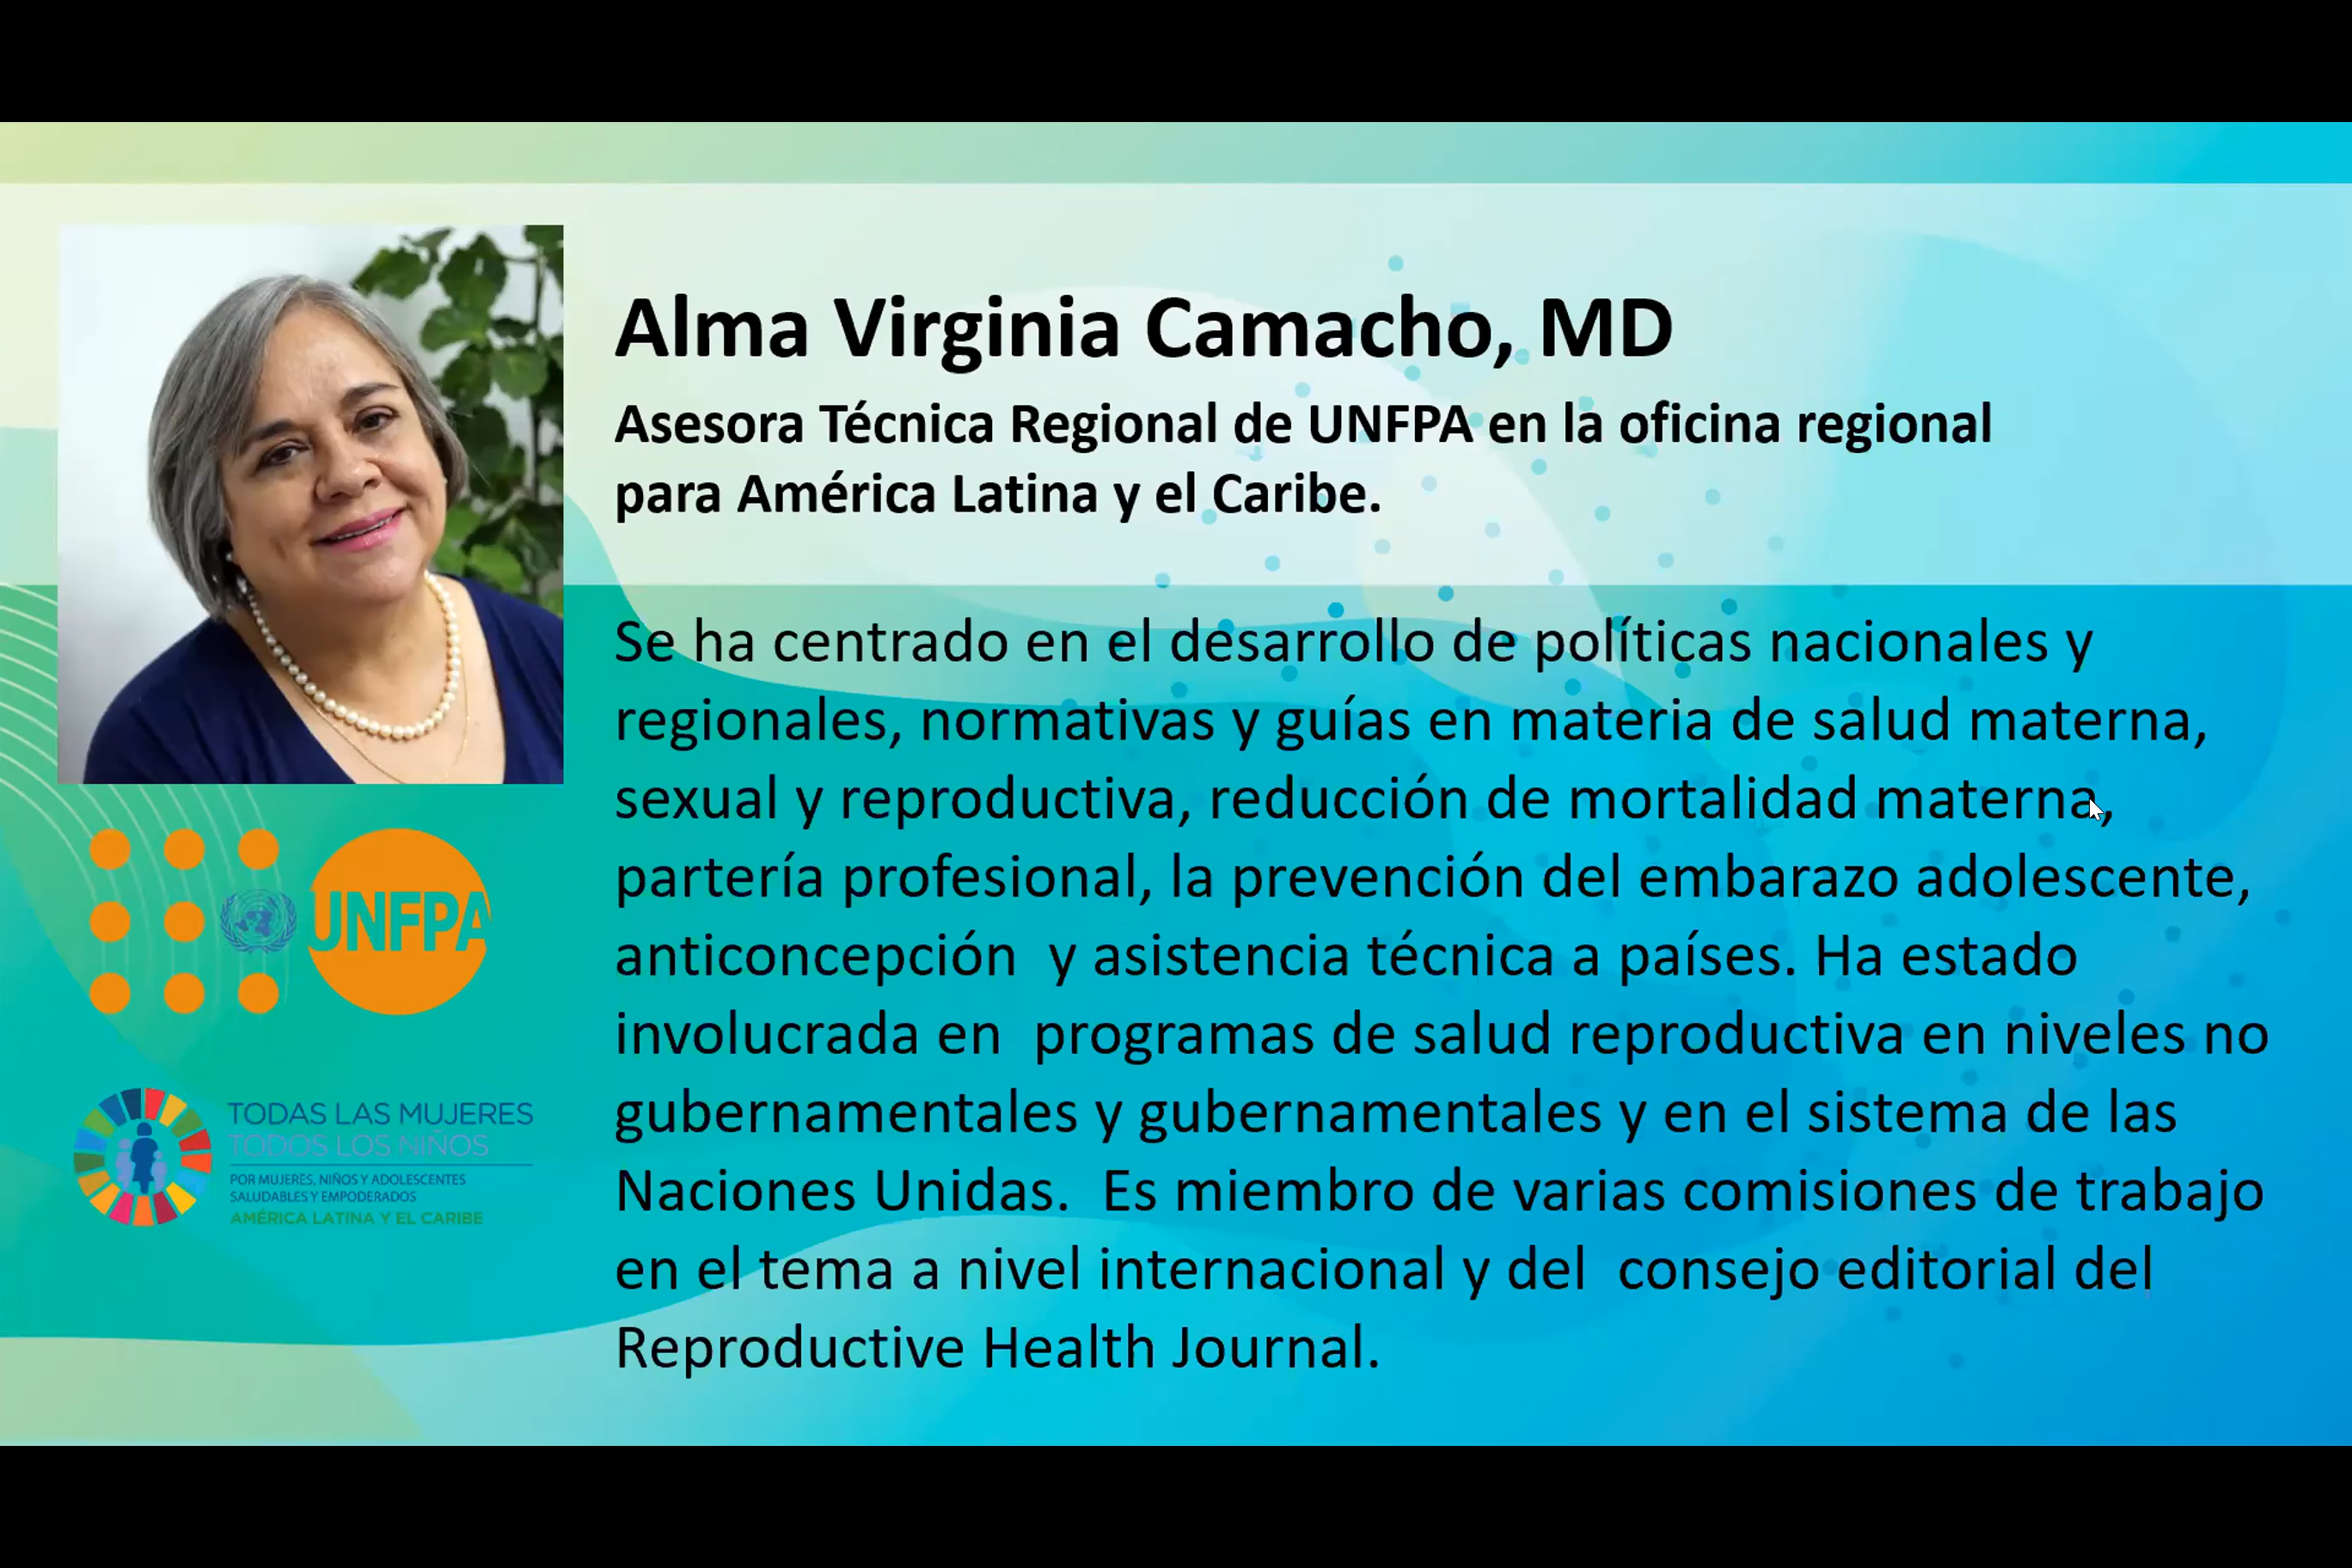 Alma Virginia Camacho, MD
Asesora Técnica Regional de UNFPA en la oficina regional
para América Latina y el Caribe.
Se ha centrado en el desarrollo de políticas nacionales y
regionales, normativas y guías en materia de salud materna,
sexual y reproductiva, reducción de mortalidad materna,
partería profesional, la prevención del embarazo adolescente,
anticoncepción  y asistencia técnica a países. Ha estado
involucrada en  programas de salud reproductiva en niveles no
gubernamentales y gubernamentales y en el sistema de las
Naciones Unidas.  Es miembro de varias comisiones de trabajo
en el tema a nivel internacional y del  consejo editorial del
Reproductive Health Journal.
UNFPA
TODAS LAS MUJERES
TODOS LOS NIÑOS
POR MUJERES, NIÑOS Y ADOLESCENTES
SALUDABLES Y EMPODERADOS
AMÉRICA LATINA Y EL CARIBE